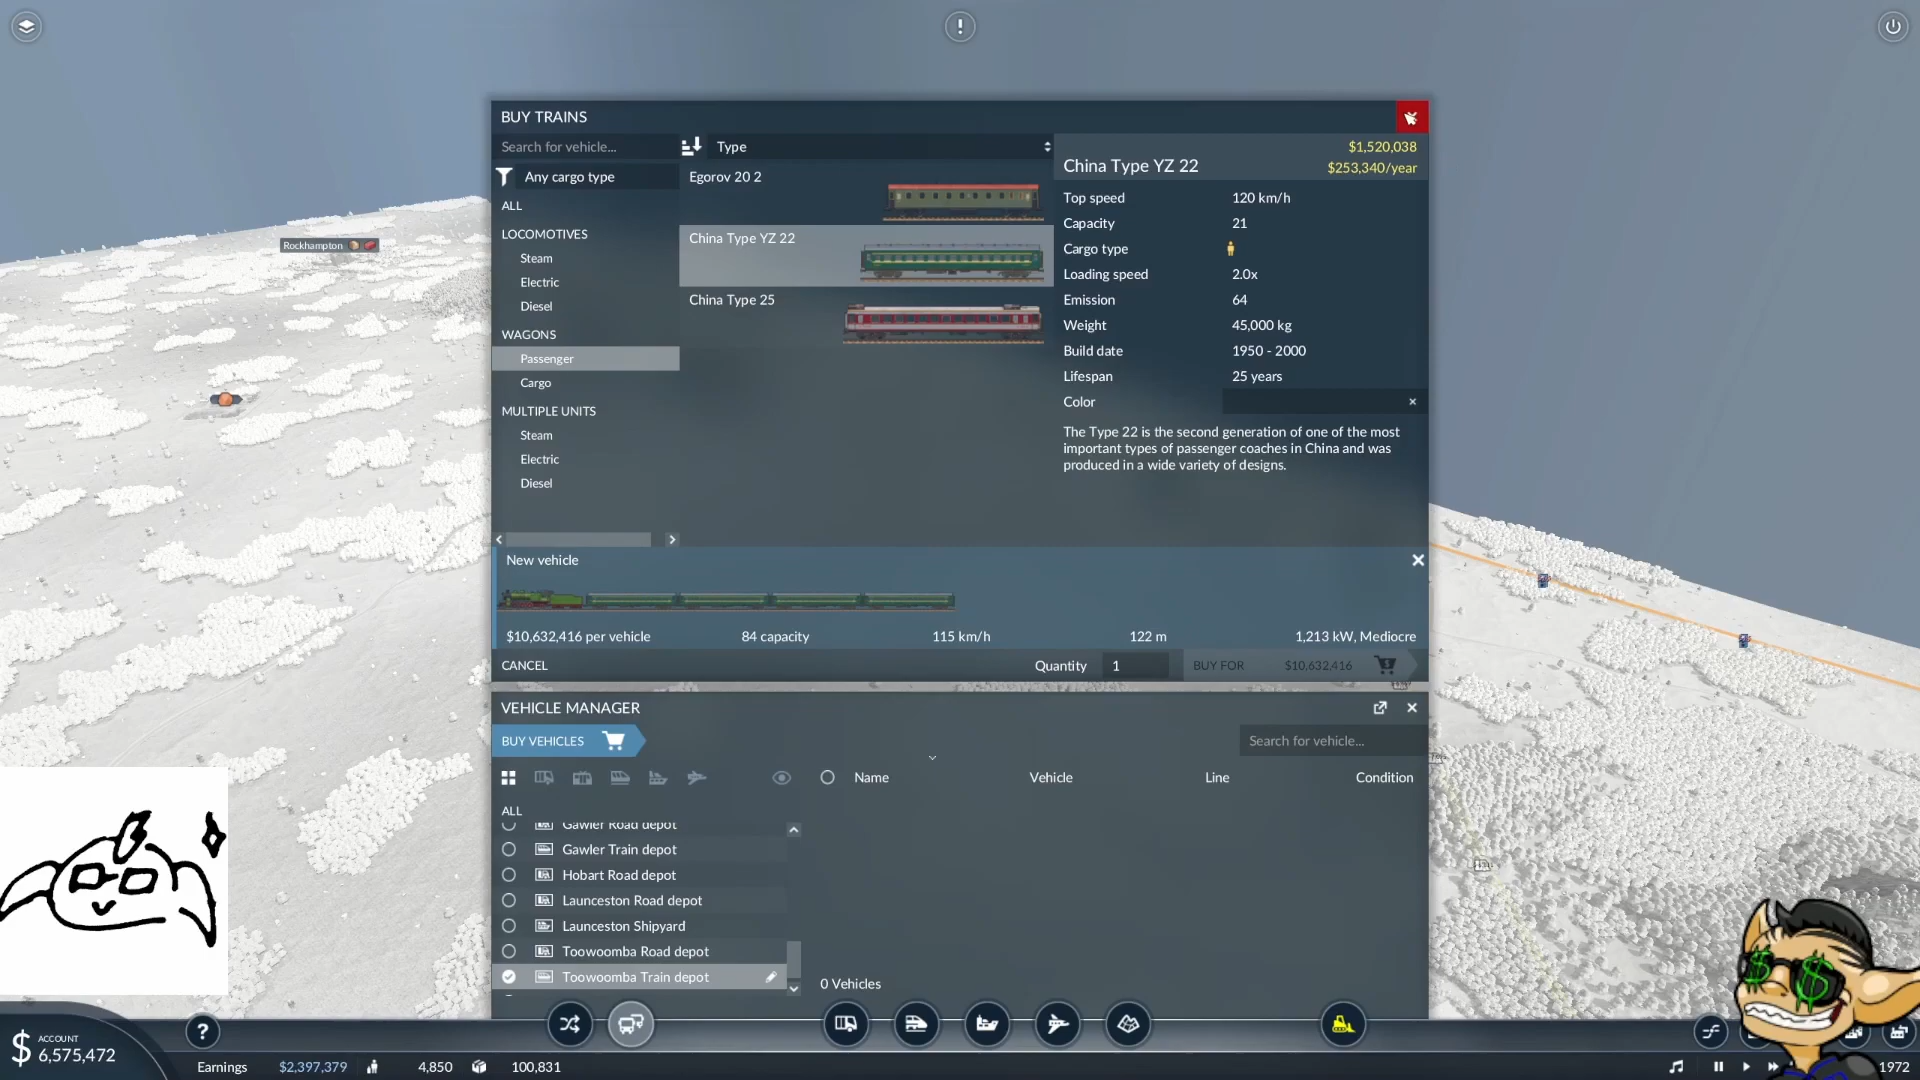 BUY TRAINS
Search for vehicle...
Type
Any cargo type
ALL
LOCOMOTIVES
Steam
Electric
Diesel
WAGONS
Passenger
Cargo
MULTIPLE UNITS
Steam
Electric
Diesel
Egorov 20 2
China Type YZ 22
China Type 25
$1,520,038
China Type YZ 22
$253,340/year
Top speed 120 km/h
Capacity 21
Cargo type
Loading speed 2.0x
Emission 64
Weight 45,000 kg
Build date 1950 - 2000
Lifespan 25 years
Color
The Type 22 is the second generation of one of the most
important types of passenger coaches in China and was
produced in a wide variety of designs.
Rockhampton
New vehicle
$10,632,416 per vehicle 84 capacity 115 km/h 122 m 1,213 kW, Mediocre
CANCEL Quantity 1 BUY FOR $10,632,416
VEHICLE MANAGER
BUY VEHICLES
Search for vehicle...
Name Vehicle Line Condition
ALL
Gawler Road depot
Gawler Train depot
Hobart Road depot
Launceston Road depot
Launceston Shipyard
Toowoomba Road depot
Toowoomba Train depot
0 Vehicles
$ ACCOUNT
6,575,472
?
Earnings $2,397,379 4,850 100,831
1972